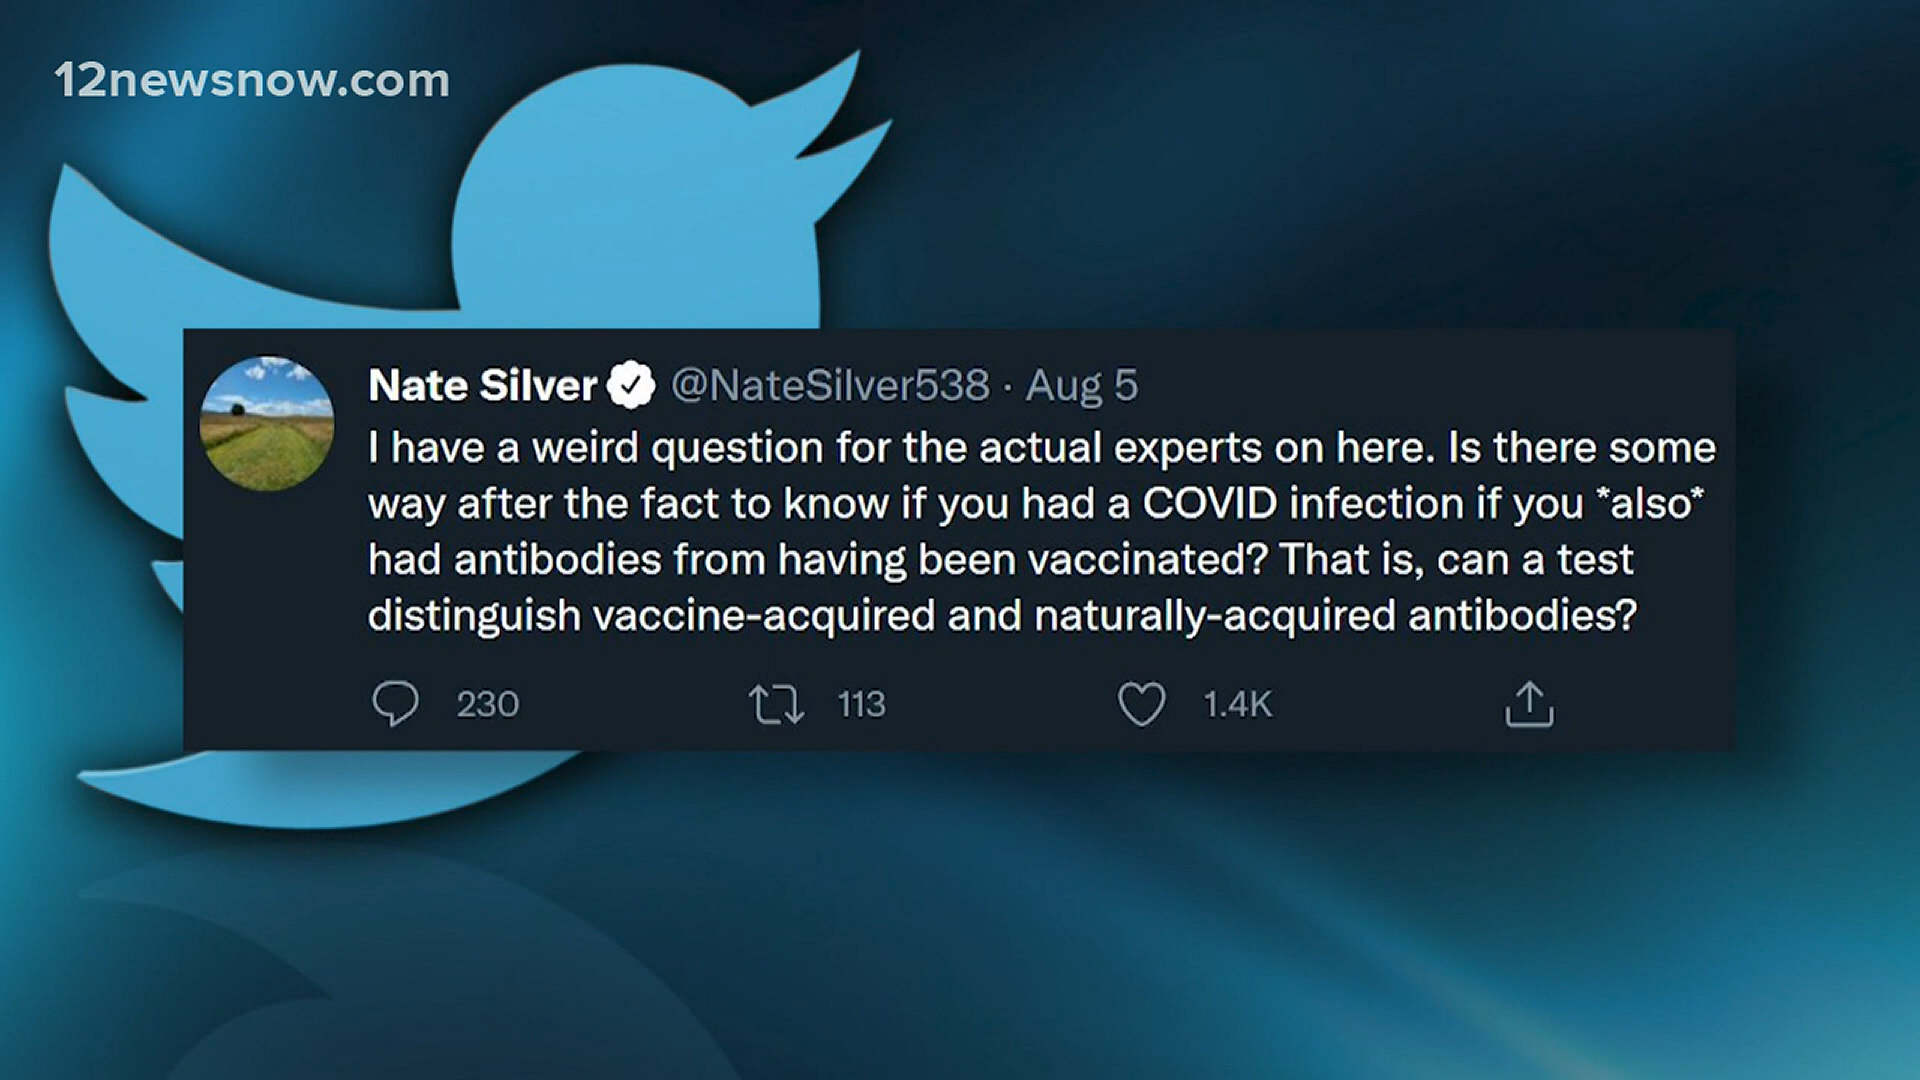 12newsnow.com
Nate Silver @NateSilver538 · Aug 5
I have a weird question for the actual experts on here. Is there some
way after the fact to know if you had a COVID infection if you *also*
had antibodies from having been vaccinated? That is, can a test
distinguish vaccine-acquired and naturally-acquired antibodies?
230 113 1.4K